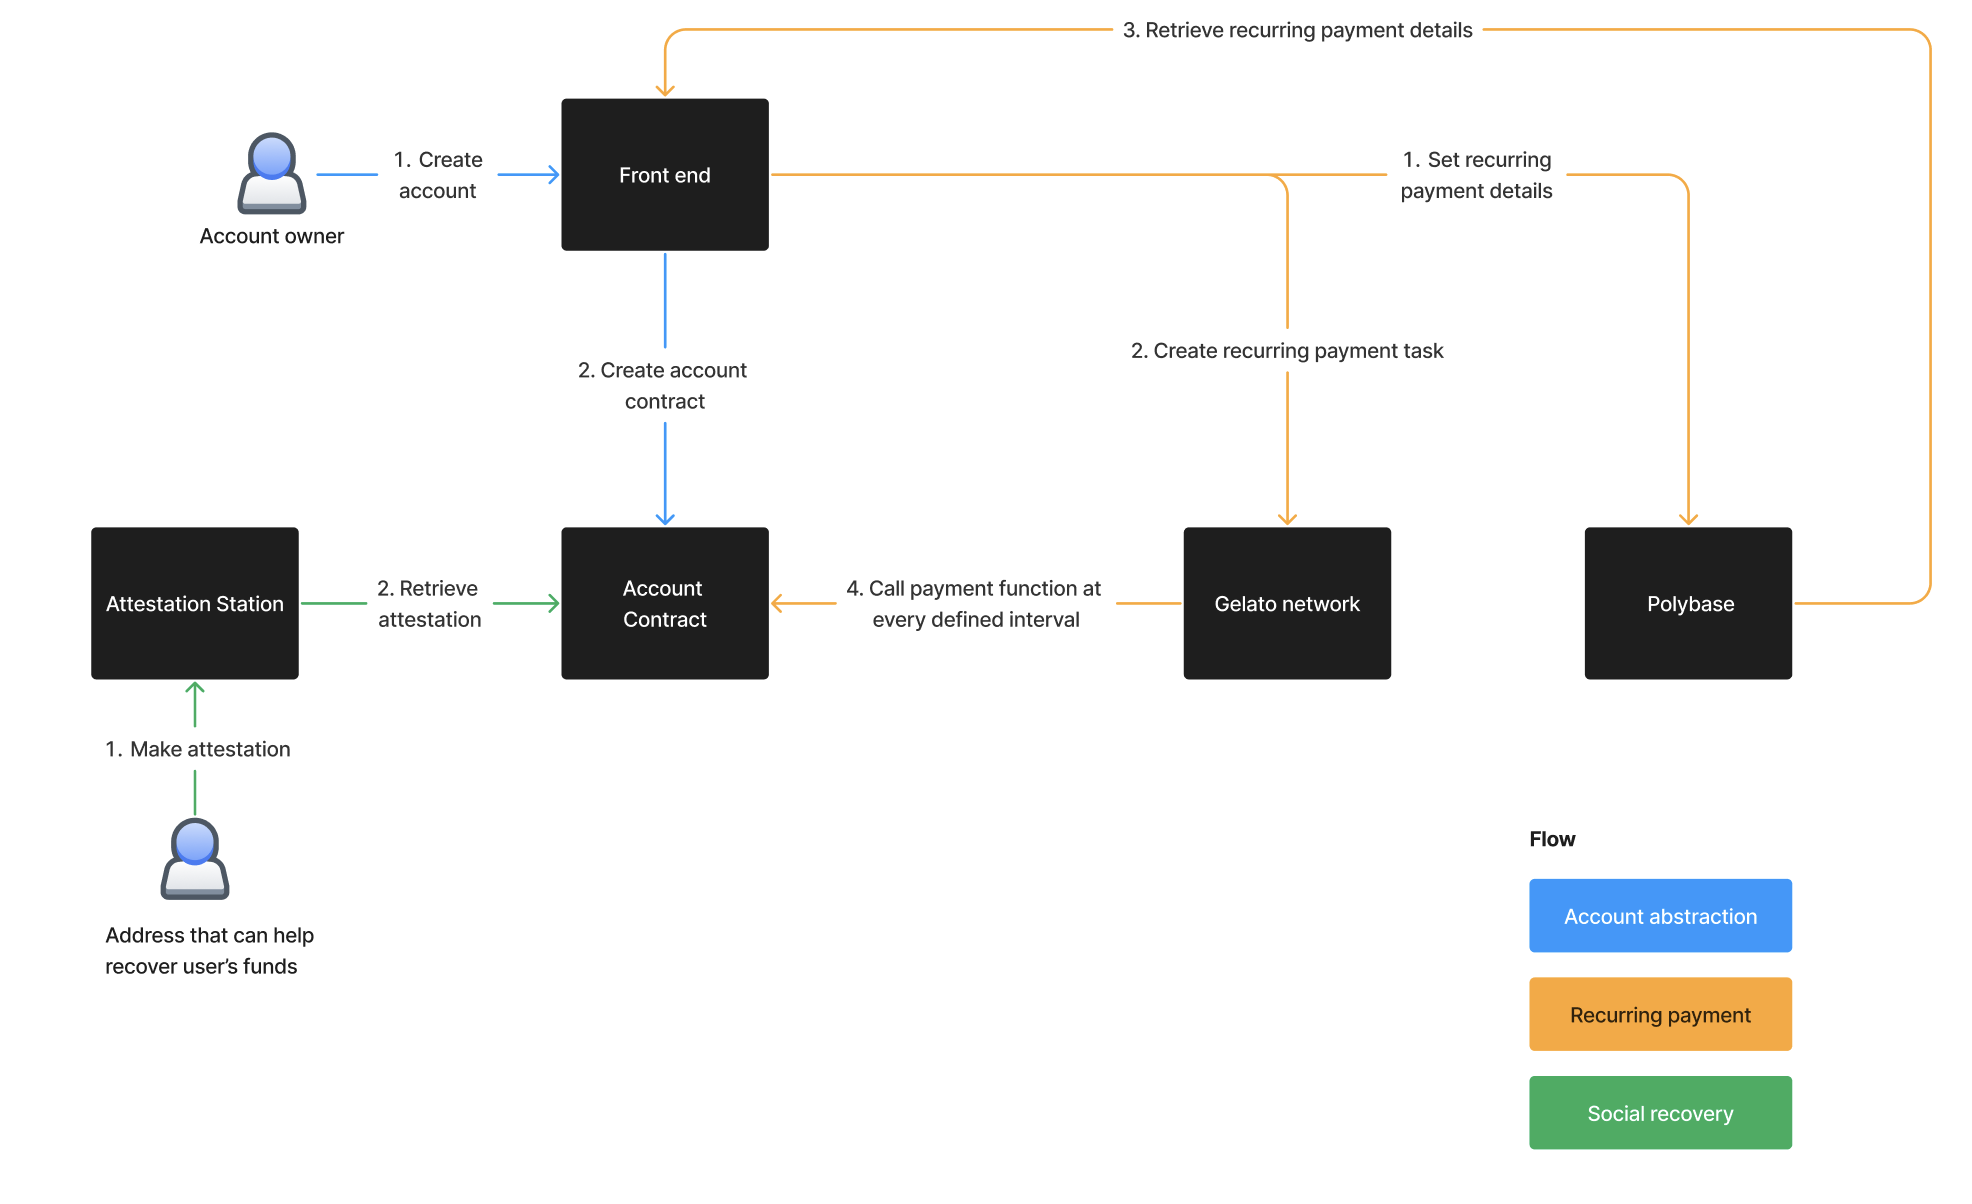 3. Retrieve recurring payment details
1. Create
account
Front end
1. Set recurring
payment details
Account owner
2. Create recurring payment task
2. Create account
contract
Attestation Station
2. Retrieve
attestation
Account
Contract
4. Call payment function at
every defined interval
Gelato network
Polybase
1. Make attestation
Address that can help
recover user’s funds
Flow
Account abstraction
Recurring payment
Social recovery